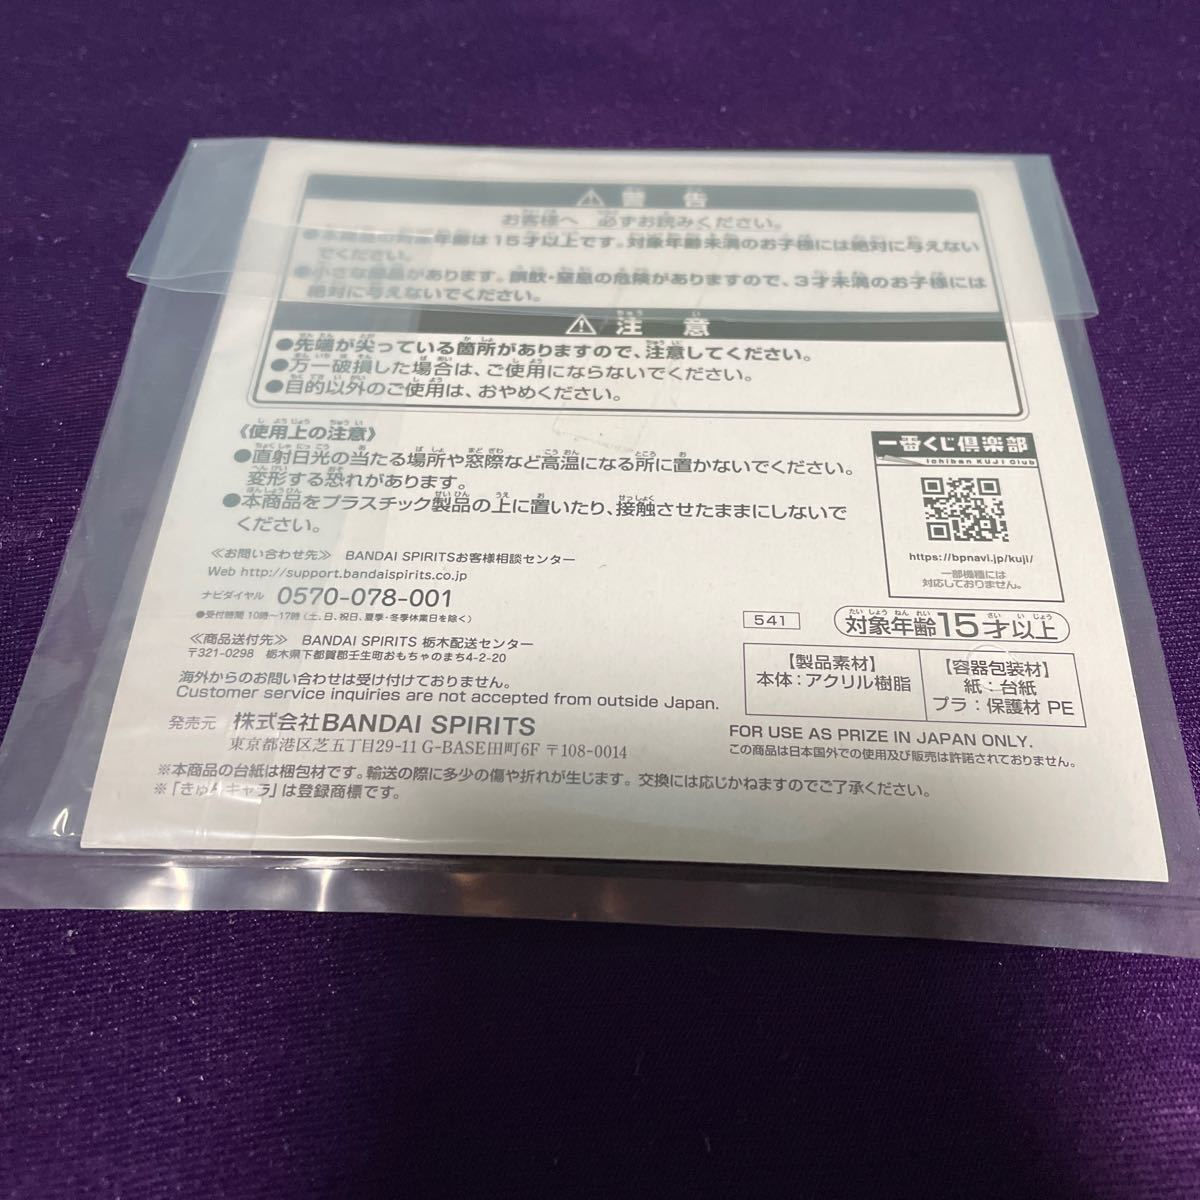 ⚠ 警告
お客様へ 必ずお読みください。
●本商品の対象年齢は15才以上です。対象年齢未満のお子様には絶対に与えない
でください。
●小さな部品があります。誤飲・窒息の危険がありますので、3才未満のお子様には
絶対に与えないでください。
⚠ 注意
●先端が尖っている箇所がありますので、注意してください。
●万一破損した場合は、ご使用にならないでください。
●目的以外のご使用は、おやめください。
《使用上の注意》
●直射日光の当たる場所や窓際など高温になる所に置かないでください。
変形する恐れがあります。
●本商品をプラスチック製品の上に置いたり、接触させたままにしないで
ください。
一番くじ倶楽部
Ichiban KUJI Club
https://bpnavi.jp/kuji/
一部機種には
対応しておりません。
≪お問い合わせ先≫ BANDAI SPIRITSお客様相談センター
Web http://support.bandaispirits.co.jp
ナビダイヤル 0570-078-001
●受付時間 10時〜17時(土、日、祝日、夏季・冬季休業日を除く)
≪商品送付先≫ BANDAI SPIRITS 栃木配送センター
〒321-0298 栃木県下都賀郡壬生町おもちゃのまち4-2-20
海外からのお問い合わせは受け付けておりません。
Customer service inquiries are not accepted from outside Japan.
発売元 株式会社BANDAI SPIRITS
東京都港区芝五丁目29-11 G-BASE田町6F 〒108-0014
541
対象年齢15才以上
【製品素材】
本体:アクリル樹脂
【容器包装材】
紙:台紙
プラ:保護材 PE
FOR USE AS PRIZE IN JAPAN ONLY.
この商品は日本国外での使用及び販売は許諾されておりません。
※本商品の台紙は梱包材です。輸送の際に多少の傷や折れが生じます。交換には応じかねますのでご了承ください。
※「きゅんキャラ」は登録商標です。